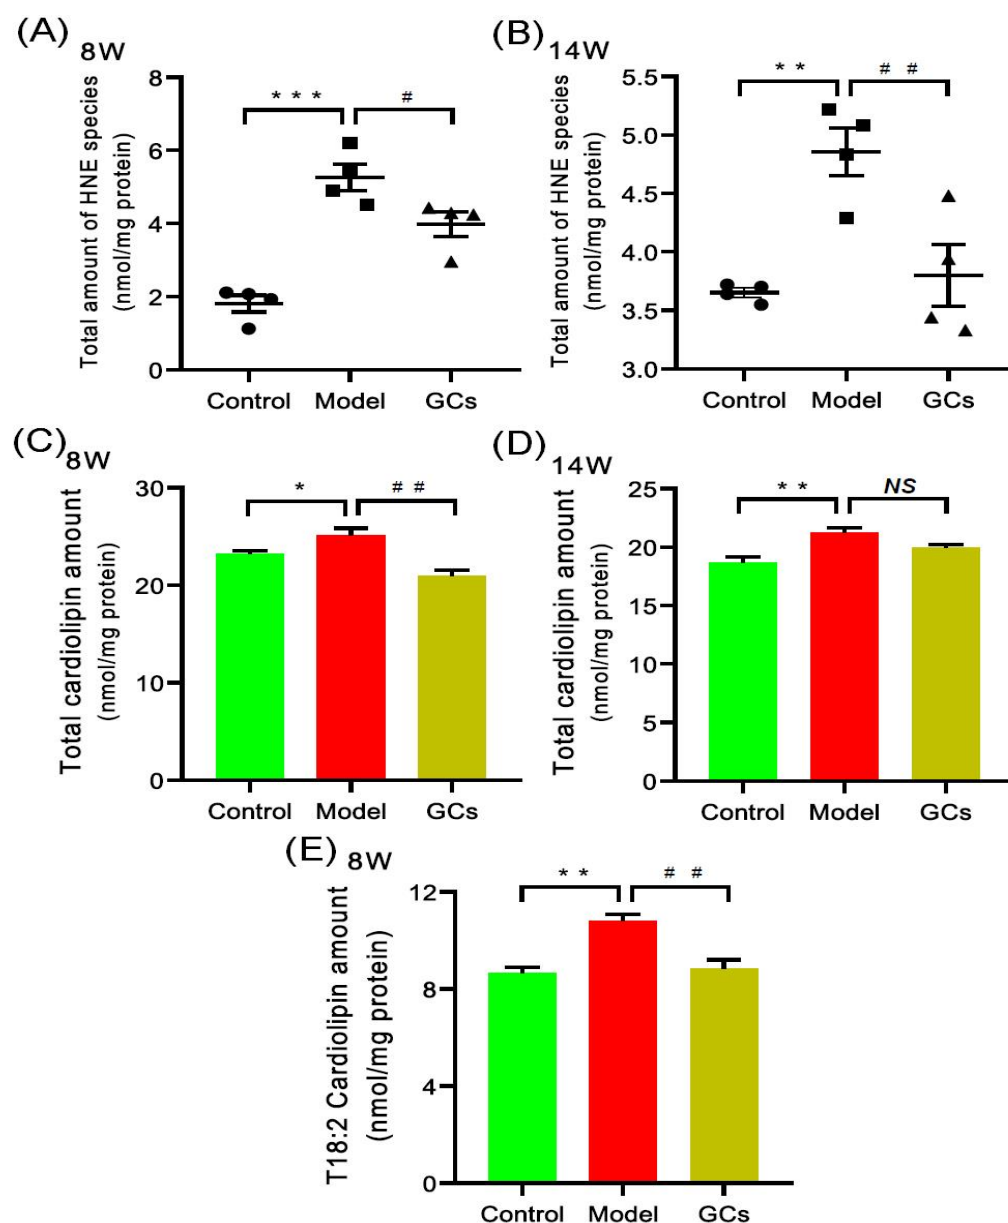 (A) 8W
Total amount of HNE species
(nmol/mg protein)
8
6
4
2
0
* * *
#
Control Model GCs
(B) 14W
Total amount of HNE species
(nmol/mg protein)
5.5
5.0
4.5
4.0
3.5
3.0
* *
# #
Control Model GCs
(C) 8W
Total cardiolipin amount
(nmol/mg protein)
30
20
10
0
*
# #
Control Model GCs
(D) 14W
Total cardiolipin amount
(nmol/mg protein)
25
20
15
10
5
0
* *
NS
Control Model GCs
(E) 8W
T18:2 Cardiolipin amount
(nmol/mg protein)
12
8
4
0
* *
# #
Control Model GCs